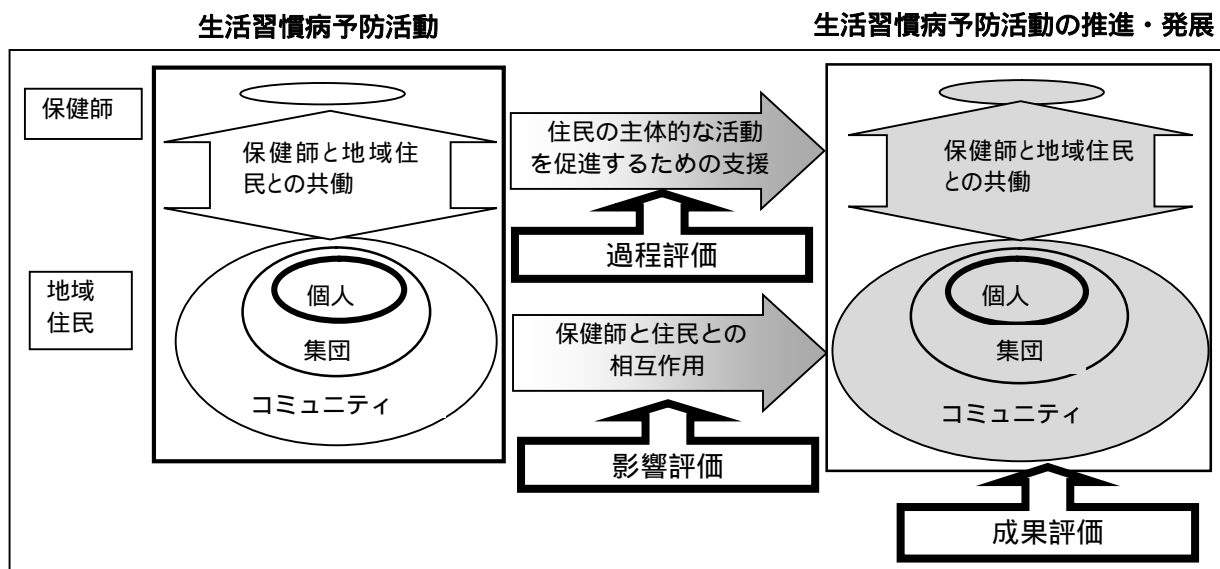 生活習慣病予防活動
生活習慣病予防活動の推進・発展
保健師
保健師と地域住
民との共働
地域
住民
個人
集団
コミュニティ
住民の主体的な活動
を促進するための支援
過程評価
保健師と住民との
相互作用
影響評価
保健師と地域住民
との共働
個人
集団
コミュニティ
成果評価